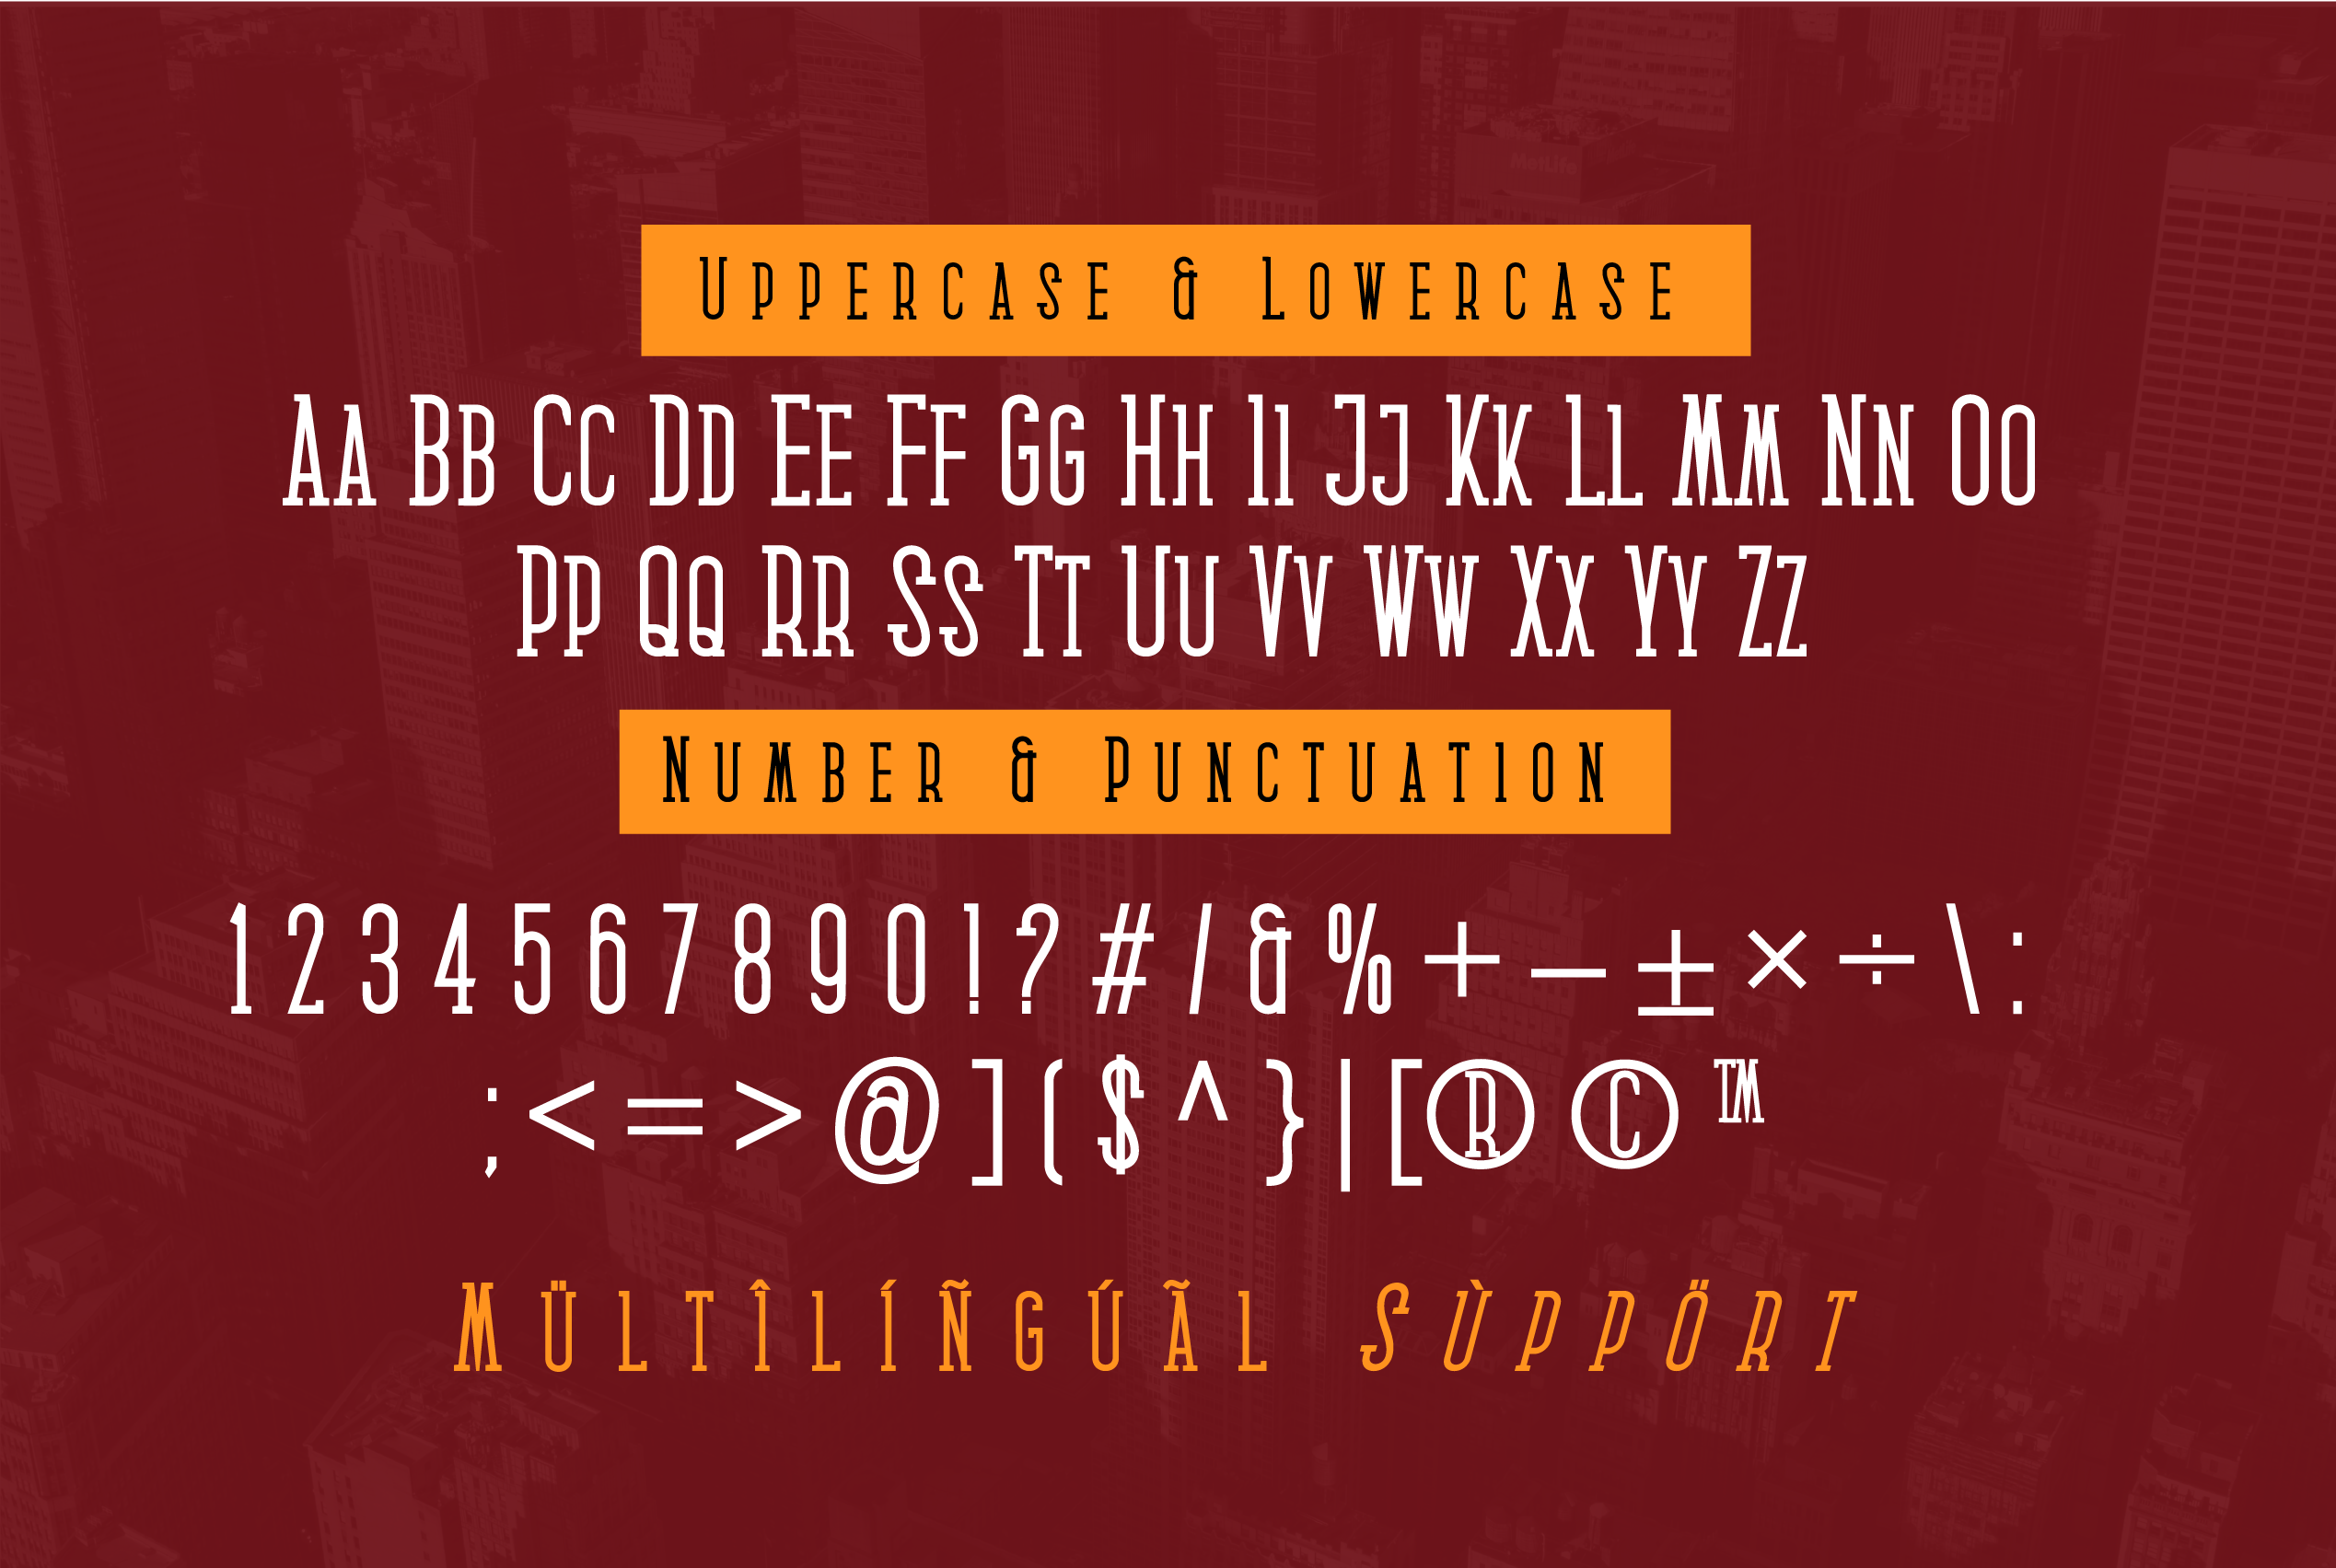 MetLife
Uppercase & Lowercase
Aa Bb Cc Dd Ee Ff Gg Hh Ii Jj Kk Ll Mm Nn Oo
Pp Qq Rr Ss Tt Uu Vv Ww Xx Yy Zz
Number & Punctuation
1 2 3 4 5 6 7 8 9 0 ! ? # / & % + − ± × ÷ \ :
; < = > @ ] ( $ ^ } | [ ® © ™
Mültîlíñgúãl Sùppört